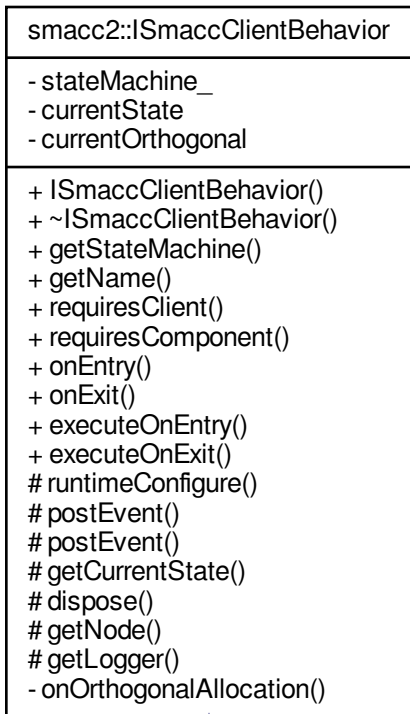 smacc2::ISmaccClientBehavior
- stateMachine_
- currentState
- currentOrthogonal
+ ISmaccClientBehavior()
+ ~ISmaccClientBehavior()
+ getStateMachine()
+ getName()
+ requiresClient()
+ requiresComponent()
+ onEntry()
+ onExit()
+ executeOnEntry()
+ executeOnExit()
# runtimeConfigure()
# postEvent()
# postEvent()
# getCurrentState()
# dispose()
# getNode()
# getLogger()
- onOrthogonalAllocation()